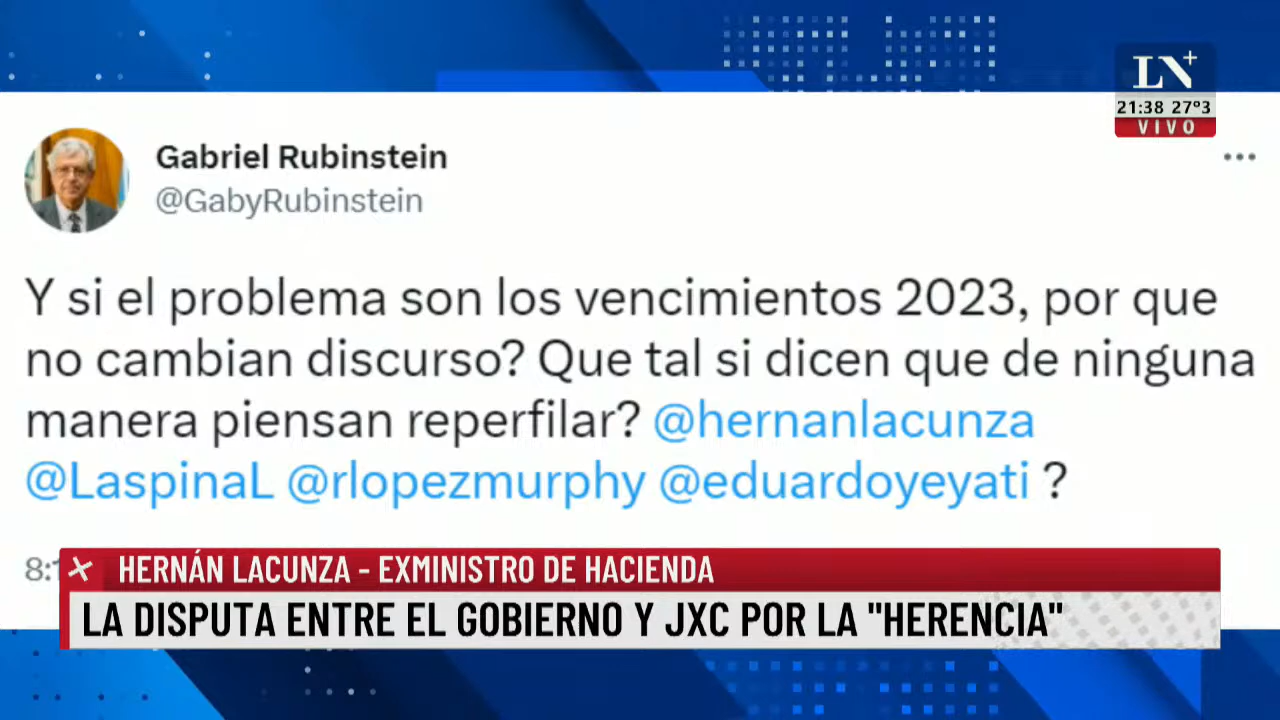 LN+
21:38 27°3
VIVO
Gabriel Rubinstein
@GabyRubinstein
Y si el problema son los vencimientos 2023, por que
no cambian discurso? Que tal si dicen que de ninguna
manera piensan reperfilar? @hernanlacunza
@LaspinaL @rlopezmurphy @eduardoyeyati ?
HERNÁN LACUNZA - EXMINISTRO DE HACIENDA
LA DISPUTA ENTRE EL GOBIERNO Y JXC POR LA "HERENCIA"